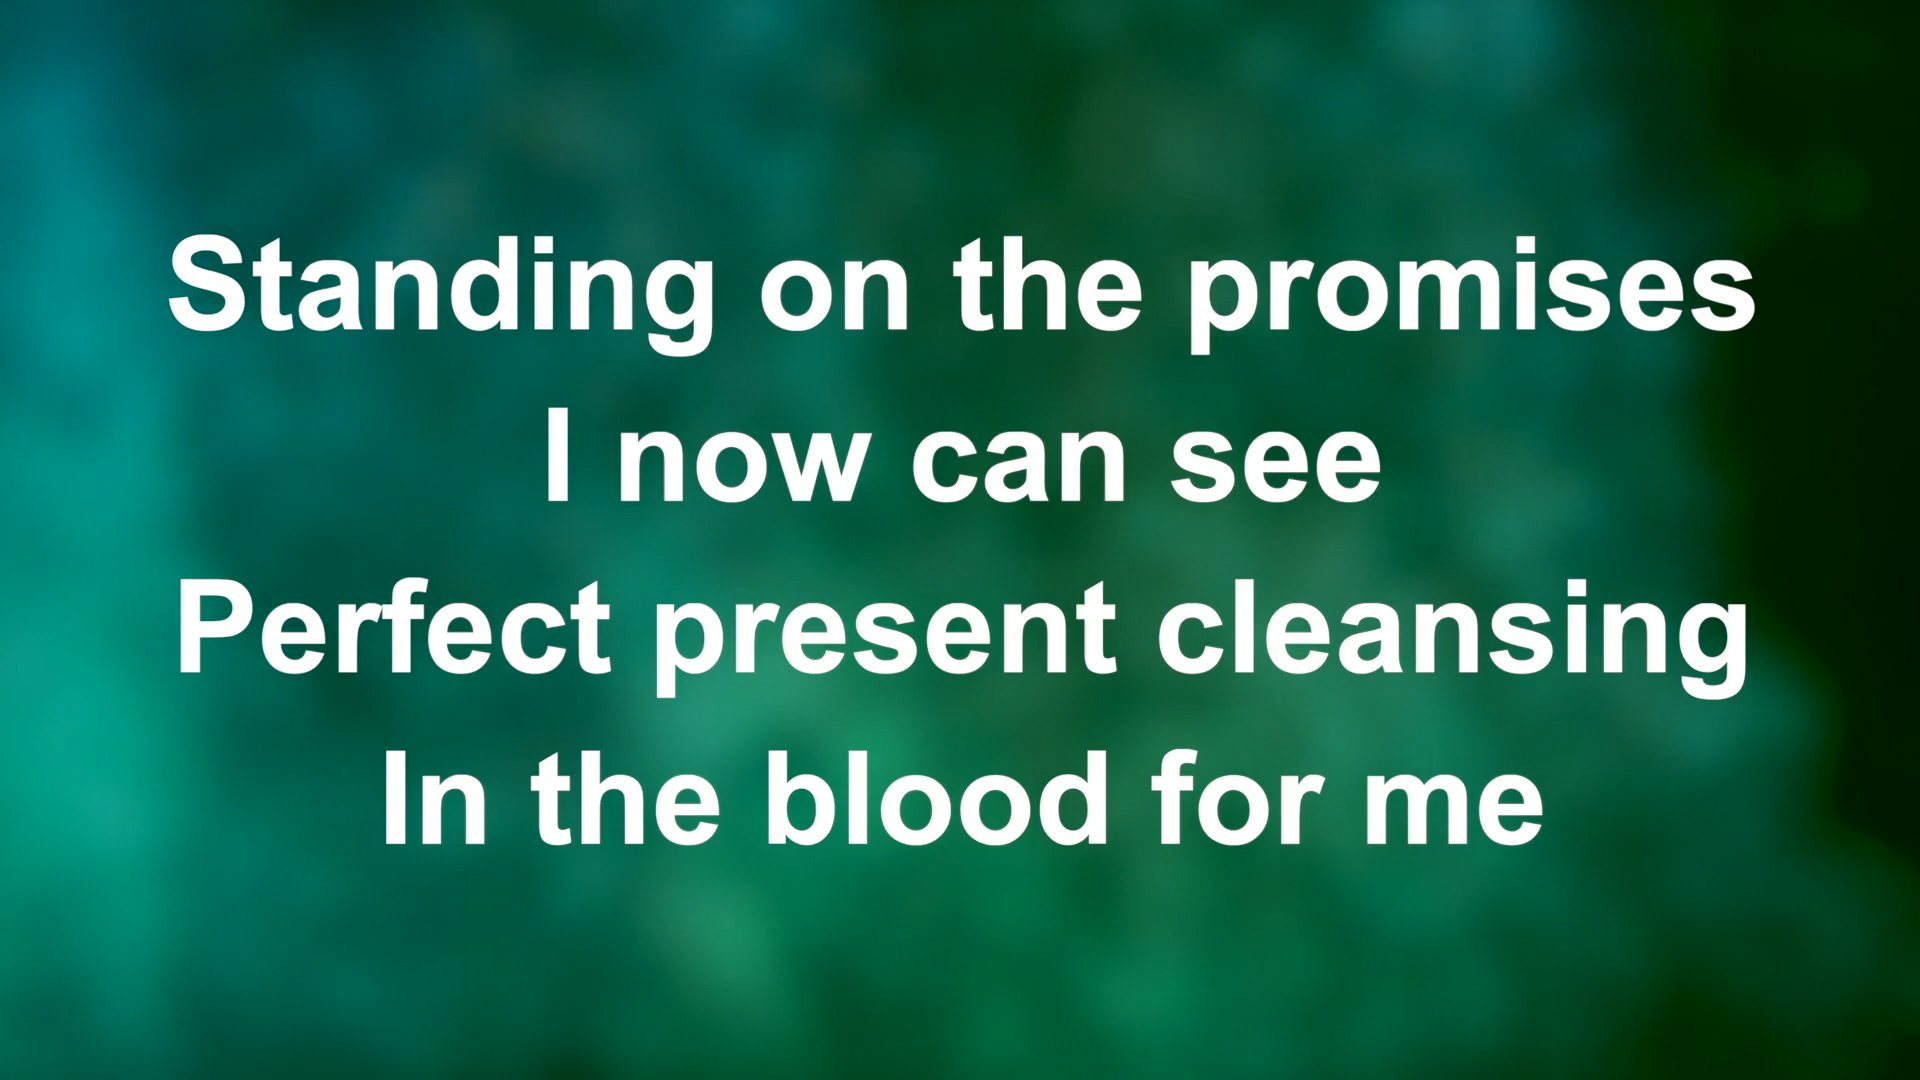 Standing on the promises
I now can see
Perfect present cleansing
In the blood for me